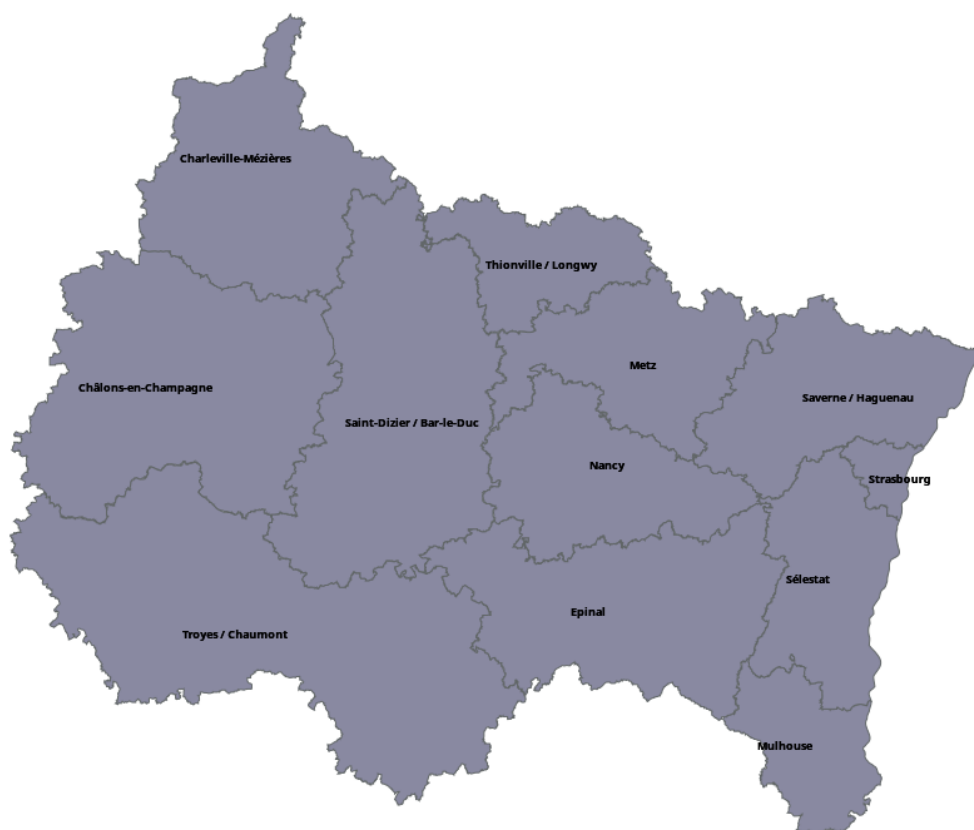 Charleville-Mézières
Thionville / Longwy
Metz
Châlons-en-Champagne
Saverne / Haguenau
Saint-Dizier / Bar-le-Duc
Nancy
Strasbourg
Sélestat
Epinal
Troyes / Chaumont
Mulhouse